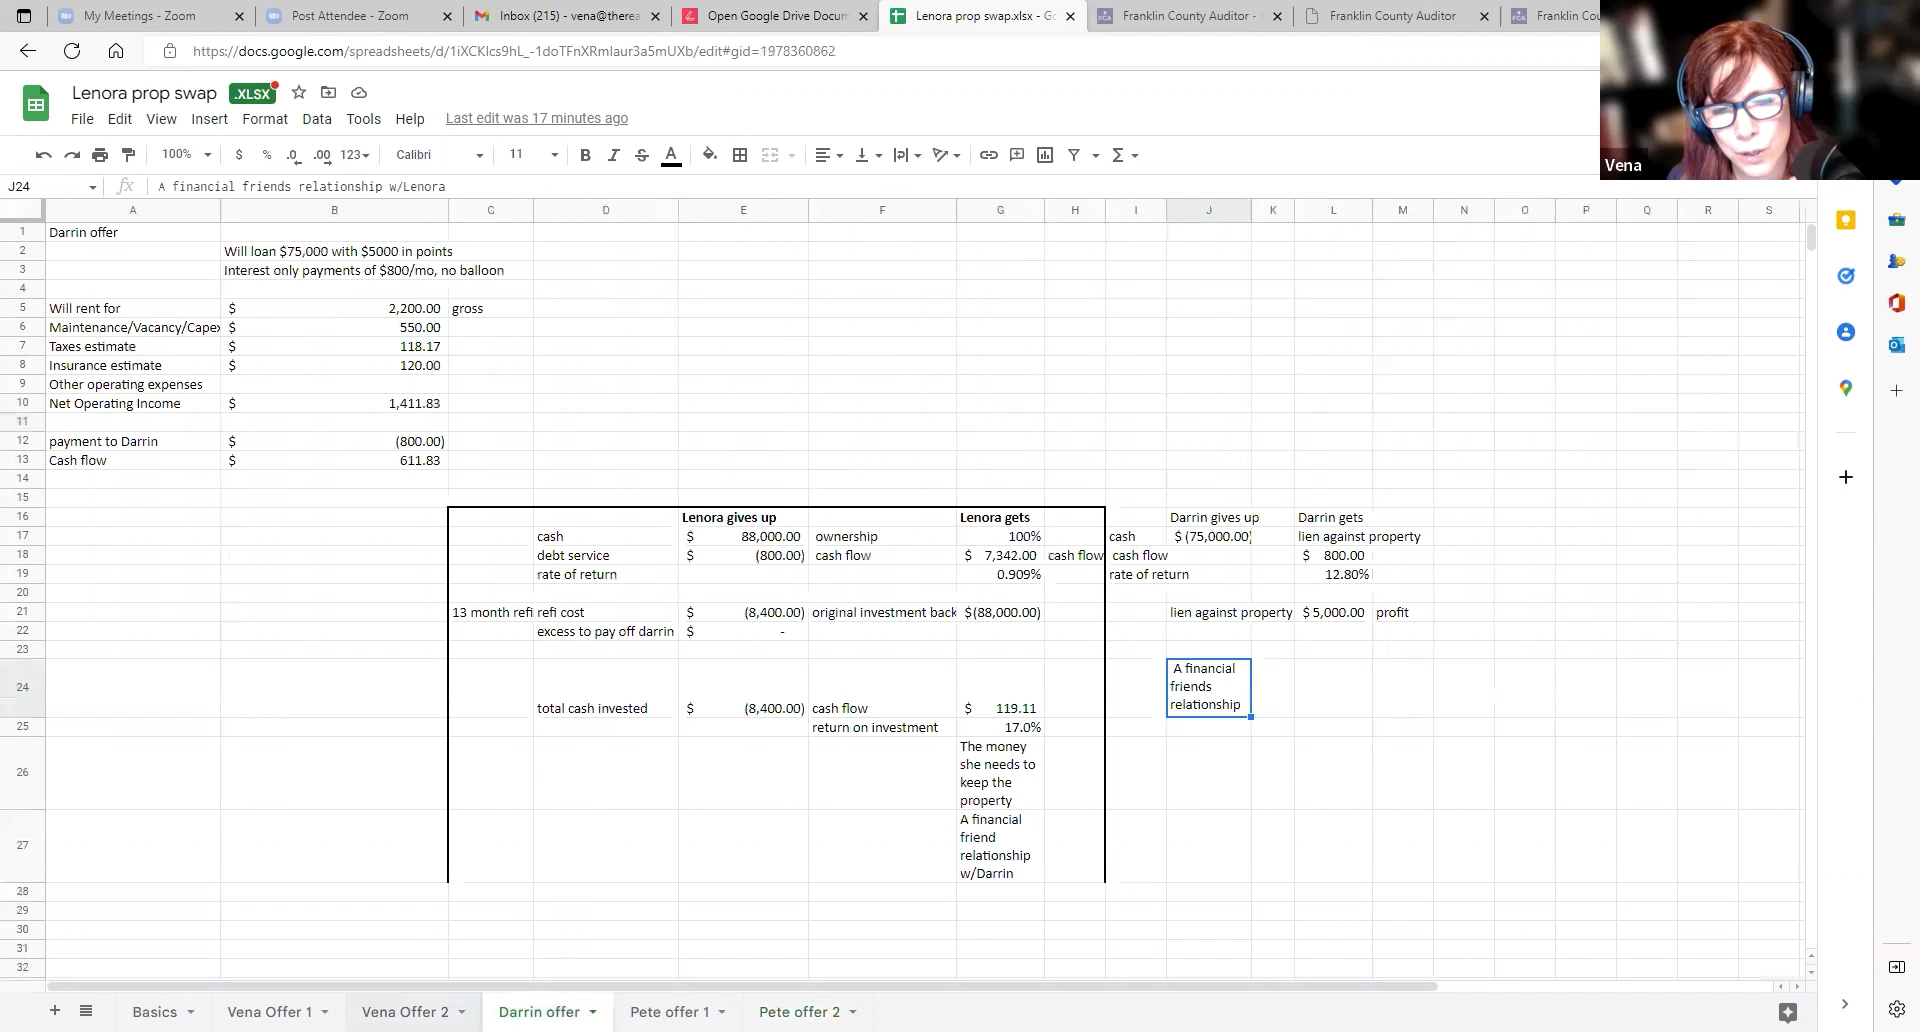 My Meetings - Zoom
Post Attendee - Zoom
Inbox (215) - vena@therea
Open Google Drive Docum
Lenora prop swap.xlsx - Go
Franklin County Auditor -
Franklin County Auditor
Franklin Cou
https://docs.google.com/spreadsheets/d/1iXCKlcs9hL_-1doTFnXRmlaur3a5mUXb/edit#gid=1978360862
Lenora prop swap .XLSX
File Edit View Insert Format Data Tools Help Last edit was 17 minutes ago
100% $ % .0 .00 123 Calibri 11 B I S A
Vena
J24 fx A financial friends relationship w/Lenora
A B C D E F G H I J K L M N O P Q R S
1 Darrin offer
2 Will loan $75,000 with $5000 in points
3 Interest only payments of $800/mo, no balloon
4
5 Will rent for $ 2,200.00 gross
6 Maintenance/Vacancy/Capex $ 550.00
7 Taxes estimate $ 118.17
8 Insurance estimate $ 120.00
9 Other operating expenses
10 Net Operating Income $ 1,411.83
11
12 payment to Darrin $ (800.00)
13 Cash flow $ 611.83
14
15
16 Lenora gives up Lenora gets Darrin gives up Darrin gets
17 cash $ 88,000.00 ownership 100% cash $ (75,000.00) lien against property
18 debt service $ (800.00) cash flow $ 7,342.00 cash flow cash flow $ 800.00
19 rate of return 0.909% rate of return 12.80%
20
21 13 month refi refi cost $ (8,400.00) original investment back $(88,000.00) lien against property $ 5,000.00 profit
22 excess to pay off darrin $ -
23
A financial
24 friends
relationship
total cash invested $ (8,400.00) cash flow $ 119.11
25 return on investment 17.0%
The money
she needs to
26 keep the
property
A financial
friend
27 relationship
w/Darrin
28
29
30
31
32
Basics Vena Offer 1 Vena Offer 2 Darrin offer Pete offer 1 Pete offer 2